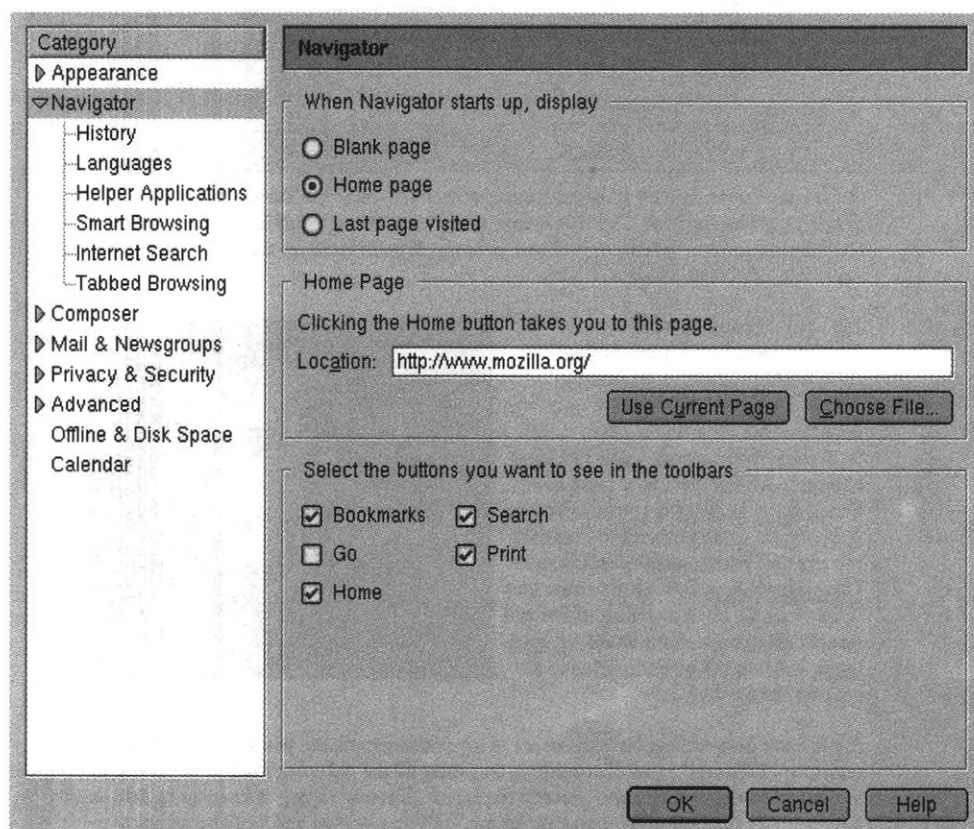 Category
Appearance
Navigator
History
Languages
Helper Applications
Smart Browsing
Internet Search
Tabbed Browsing
Composer
Mail & Newsgroups
Privacy & Security
Advanced
Offline & Disk Space
Calendar
Navigator
When Navigator starts up, display
Blank page
Home page
Last page visited
Home Page
Clicking the Home button takes you to this page.
Location: http://www.mozilla.org/
Use Current Page Choose File...
Select the buttons you want to see in the toolbars
Bookmarks Search
Go Print
Home
OK Cancel Help